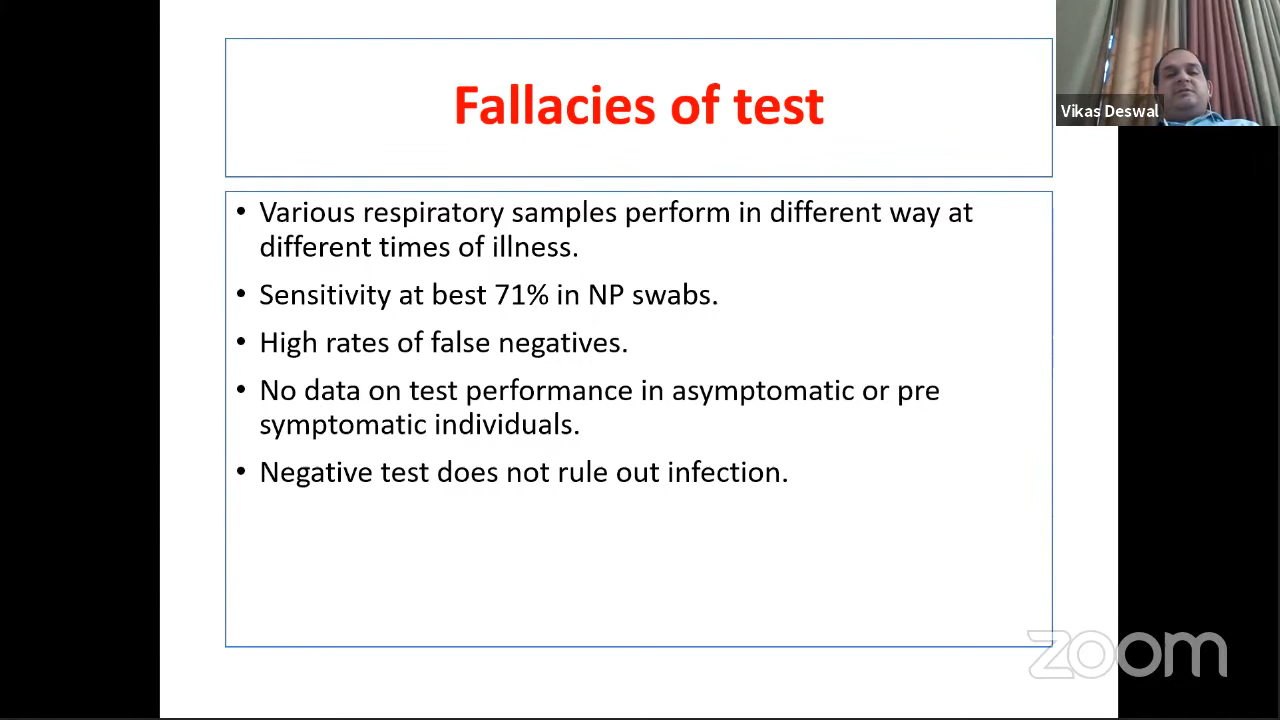 Fallacies of test
Vikas Deswal
• Various respiratory samples perform in different way at
different times of illness.
• Sensitivity at best 71% in NP swabs.
• High rates of false negatives.
• No data on test performance in asymptomatic or pre
symptomatic individuals.
• Negative test does not rule out infection.
zoom